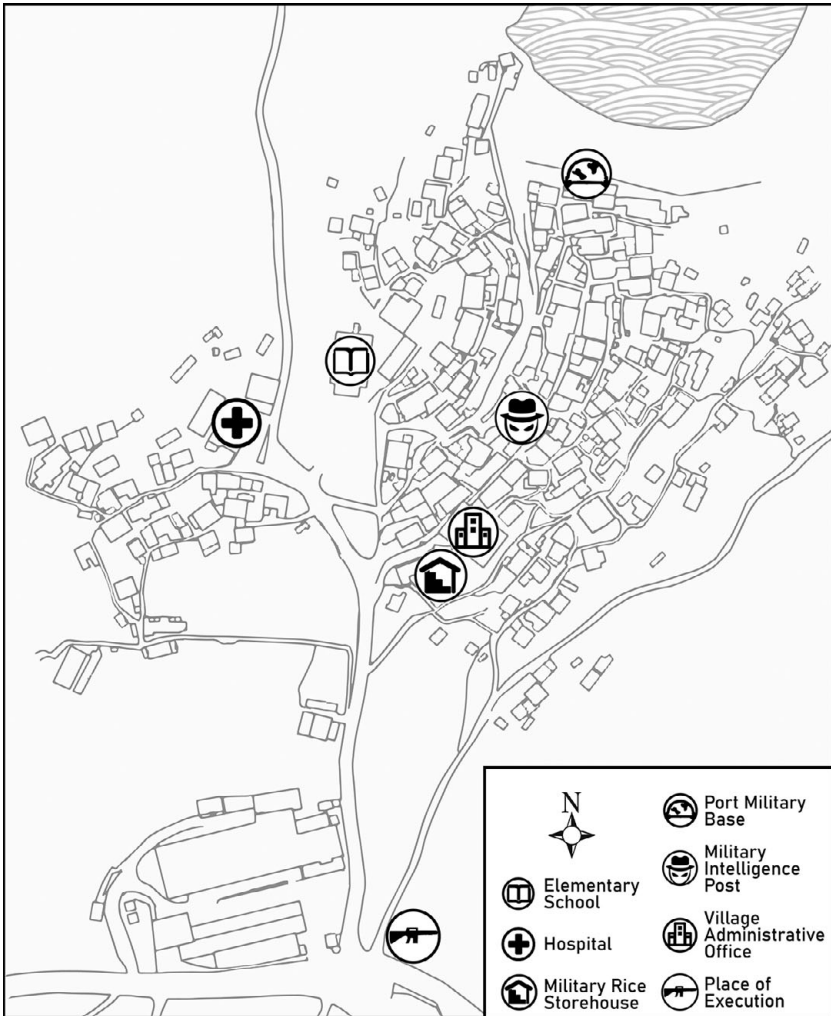 N
Elementary
School
Hospital
Military Rice
Storehouse
Port Military
Base
Military
Intelligence
Post
Village
Administrative
Office
Place of
Execution